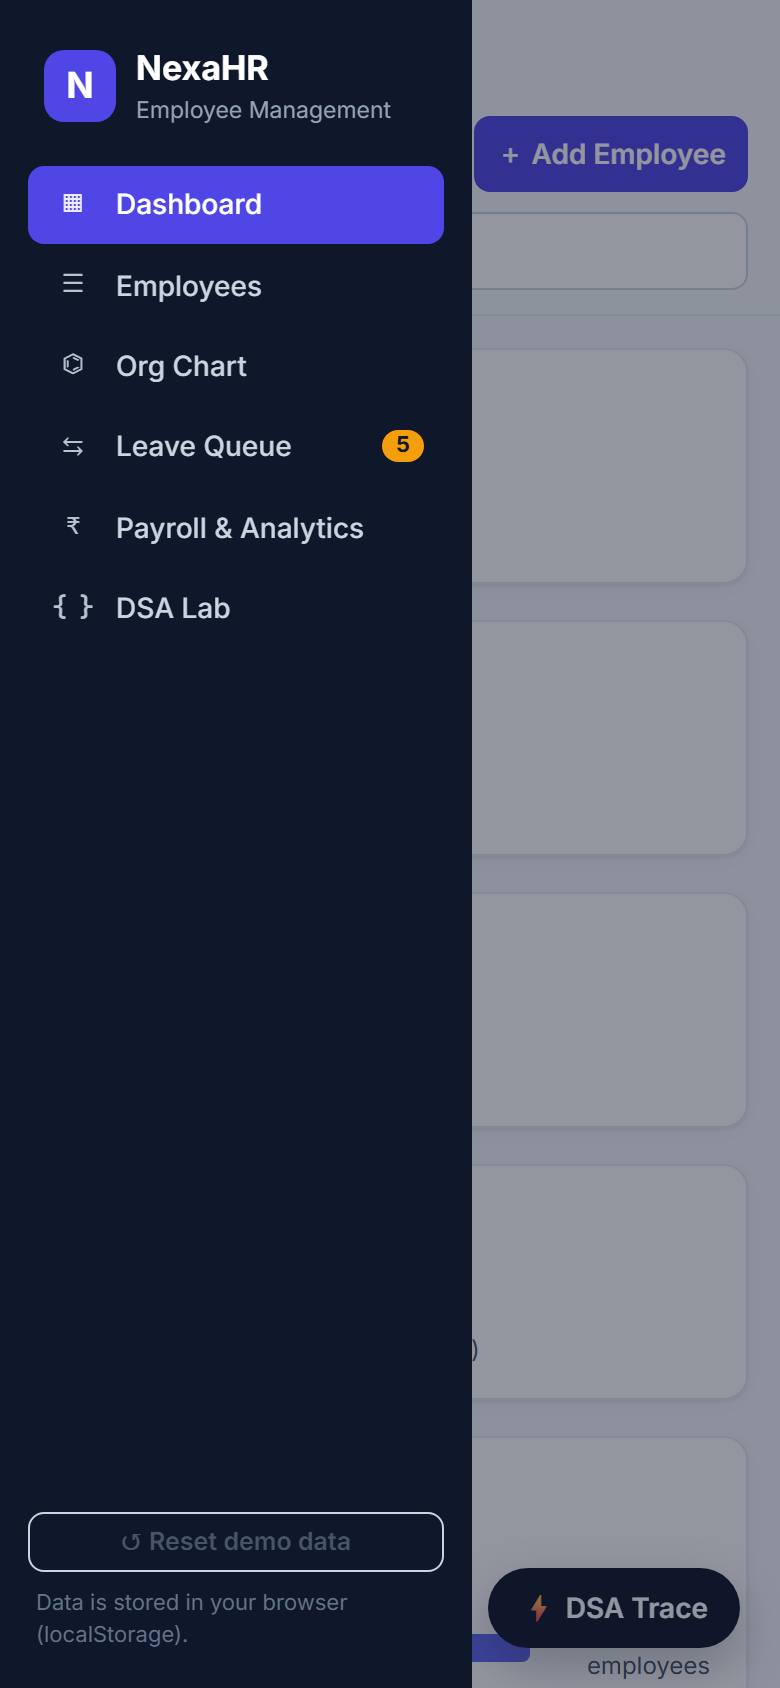 N
NexaHR
Employee Management
+ Add Employee
▦ Dashboard
☰ Employees
⌬ Org Chart
⇆ Leave Queue 5
₹ Payroll & Analytics
{ } DSA Lab
)
↺ Reset demo data
Data is stored in your browser
(localStorage).
⚡ DSA Trace
employees